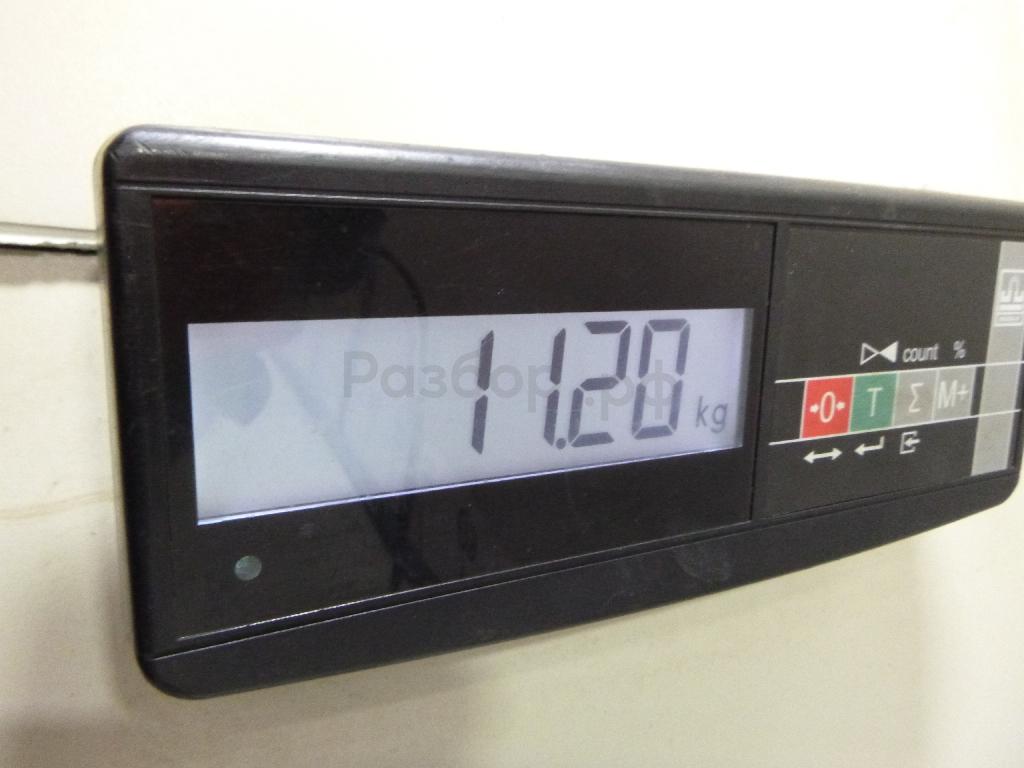 11.20 kg
Разбор.рф
count %
→0← T Σ M+